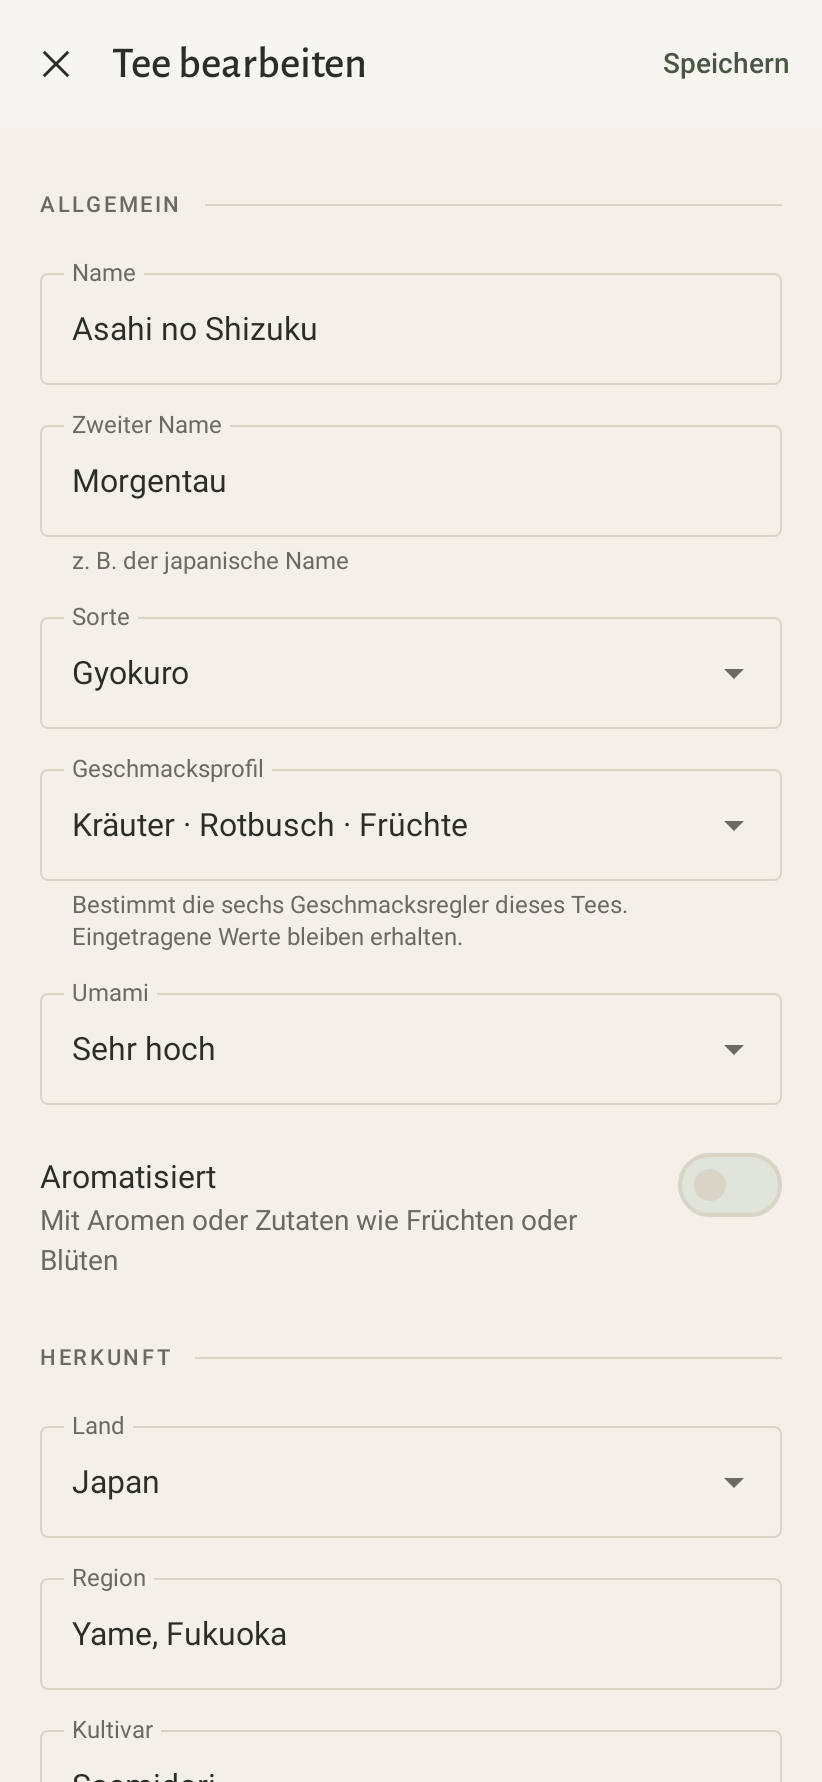 Tee bearbeiten
Speichern
ALLGEMEIN
Name
Asahi no Shizuku
Zweiter Name
Morgentau
z. B. der japanische Name
Sorte
Gyokuro
Geschmacksprofil
Kräuter · Rotbusch · Früchte
Bestimmt die sechs Geschmacksregler dieses Tees.
Eingetragene Werte bleiben erhalten.
Umami
Sehr hoch
Aromatisiert
Mit Aromen oder Zutaten wie Früchten oder
Blüten
HERKUNFT
Land
Japan
Region
Yame, Fukuoka
Kultivar